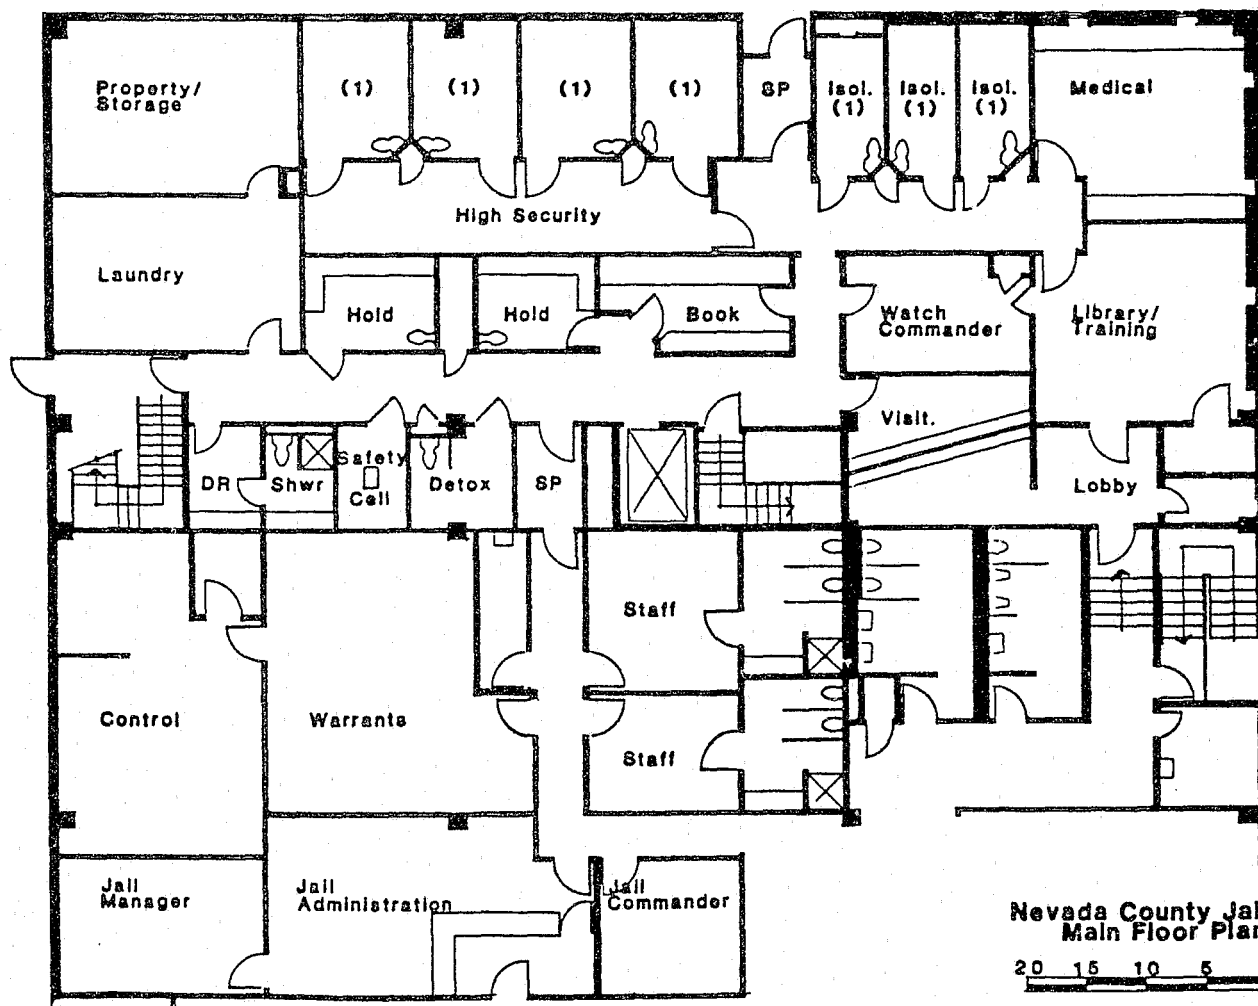 Property/
Storage
(1)
(1)
(1)
(1)
SP
Isol.
(1)
Isol.
(1)
Isol.
(1)
Medical
High Security
Laundry
Hold
Hold
Book
Watch
Commander
Library/
Training
Visit.
DR
Shwr
Safety
Cell
Detox
SP
Lobby
Staff
Control
Warrants
Staff
Jail
Manager
Jail
Administration
Jail
Commander
Nevada County Jai
Main Floor Plan
20 15 10 5